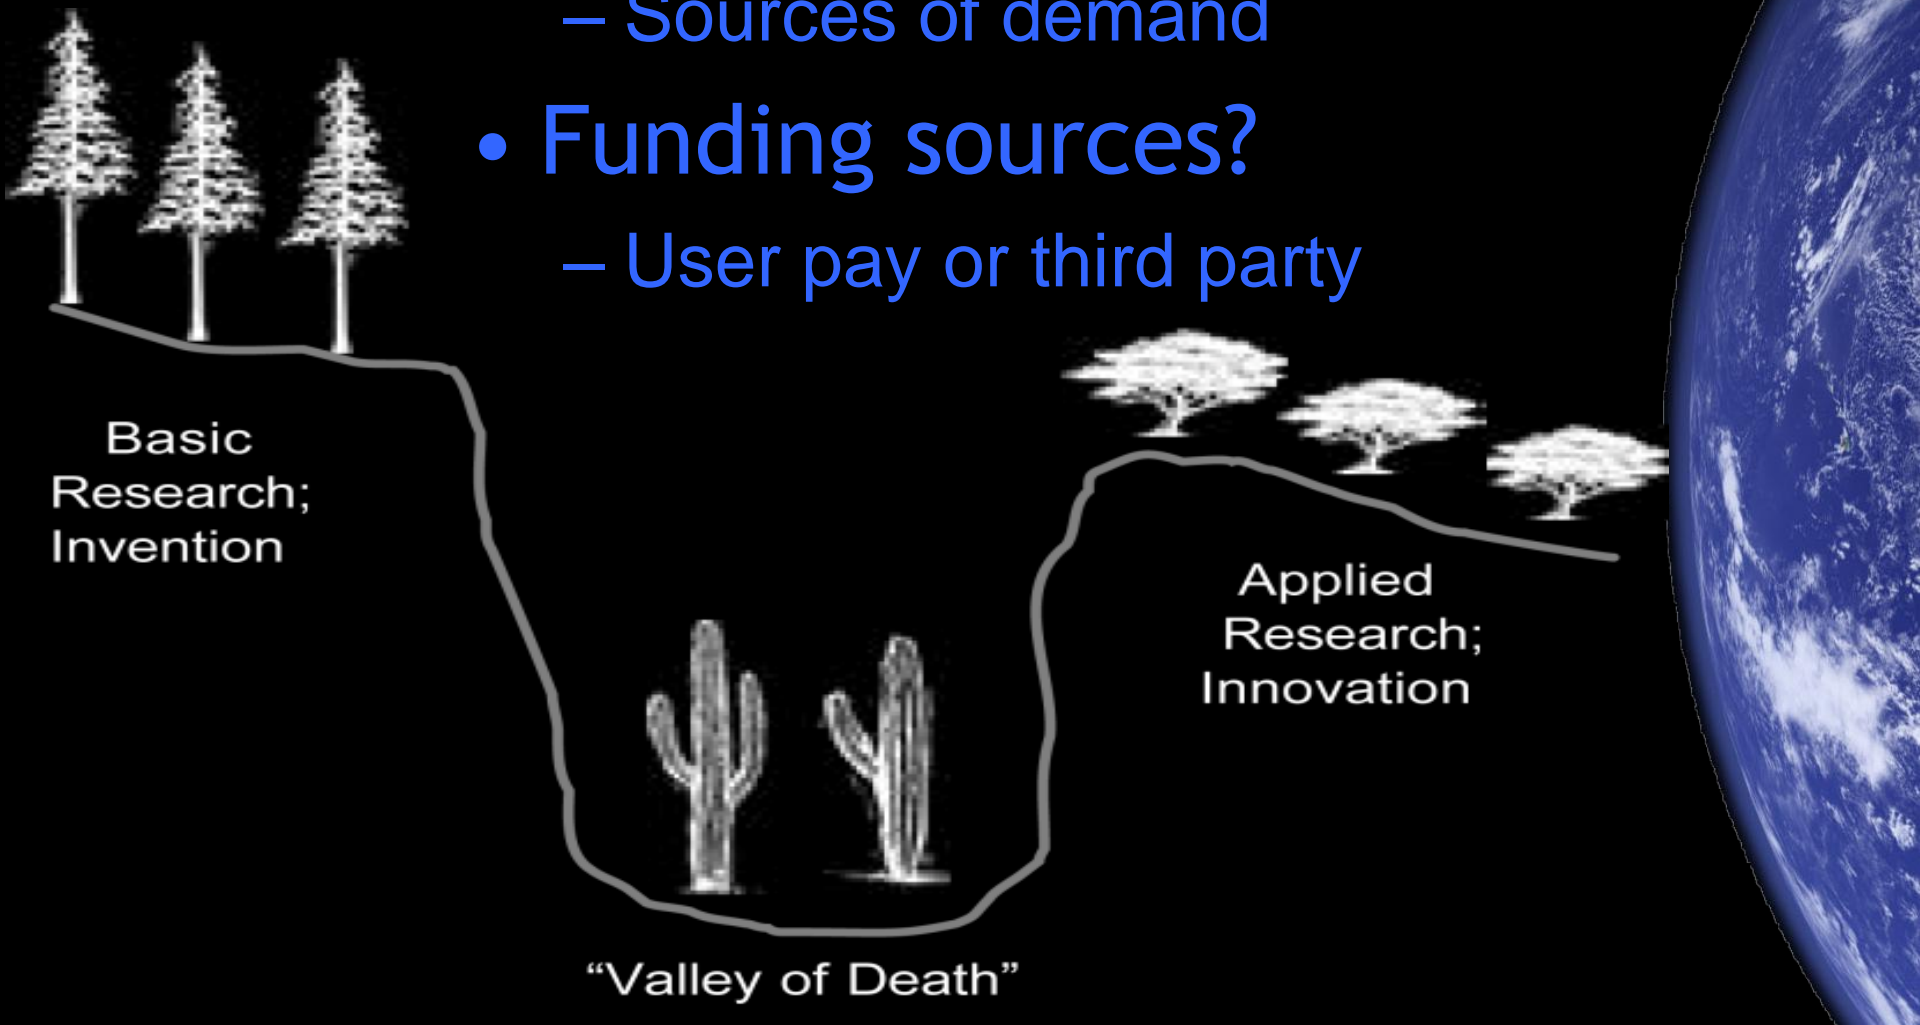 – Sources of demand
• Funding sources?
– User pay or third party
Basic
Research;
Invention
Applied
Research;
Innovation
“Valley of Death”